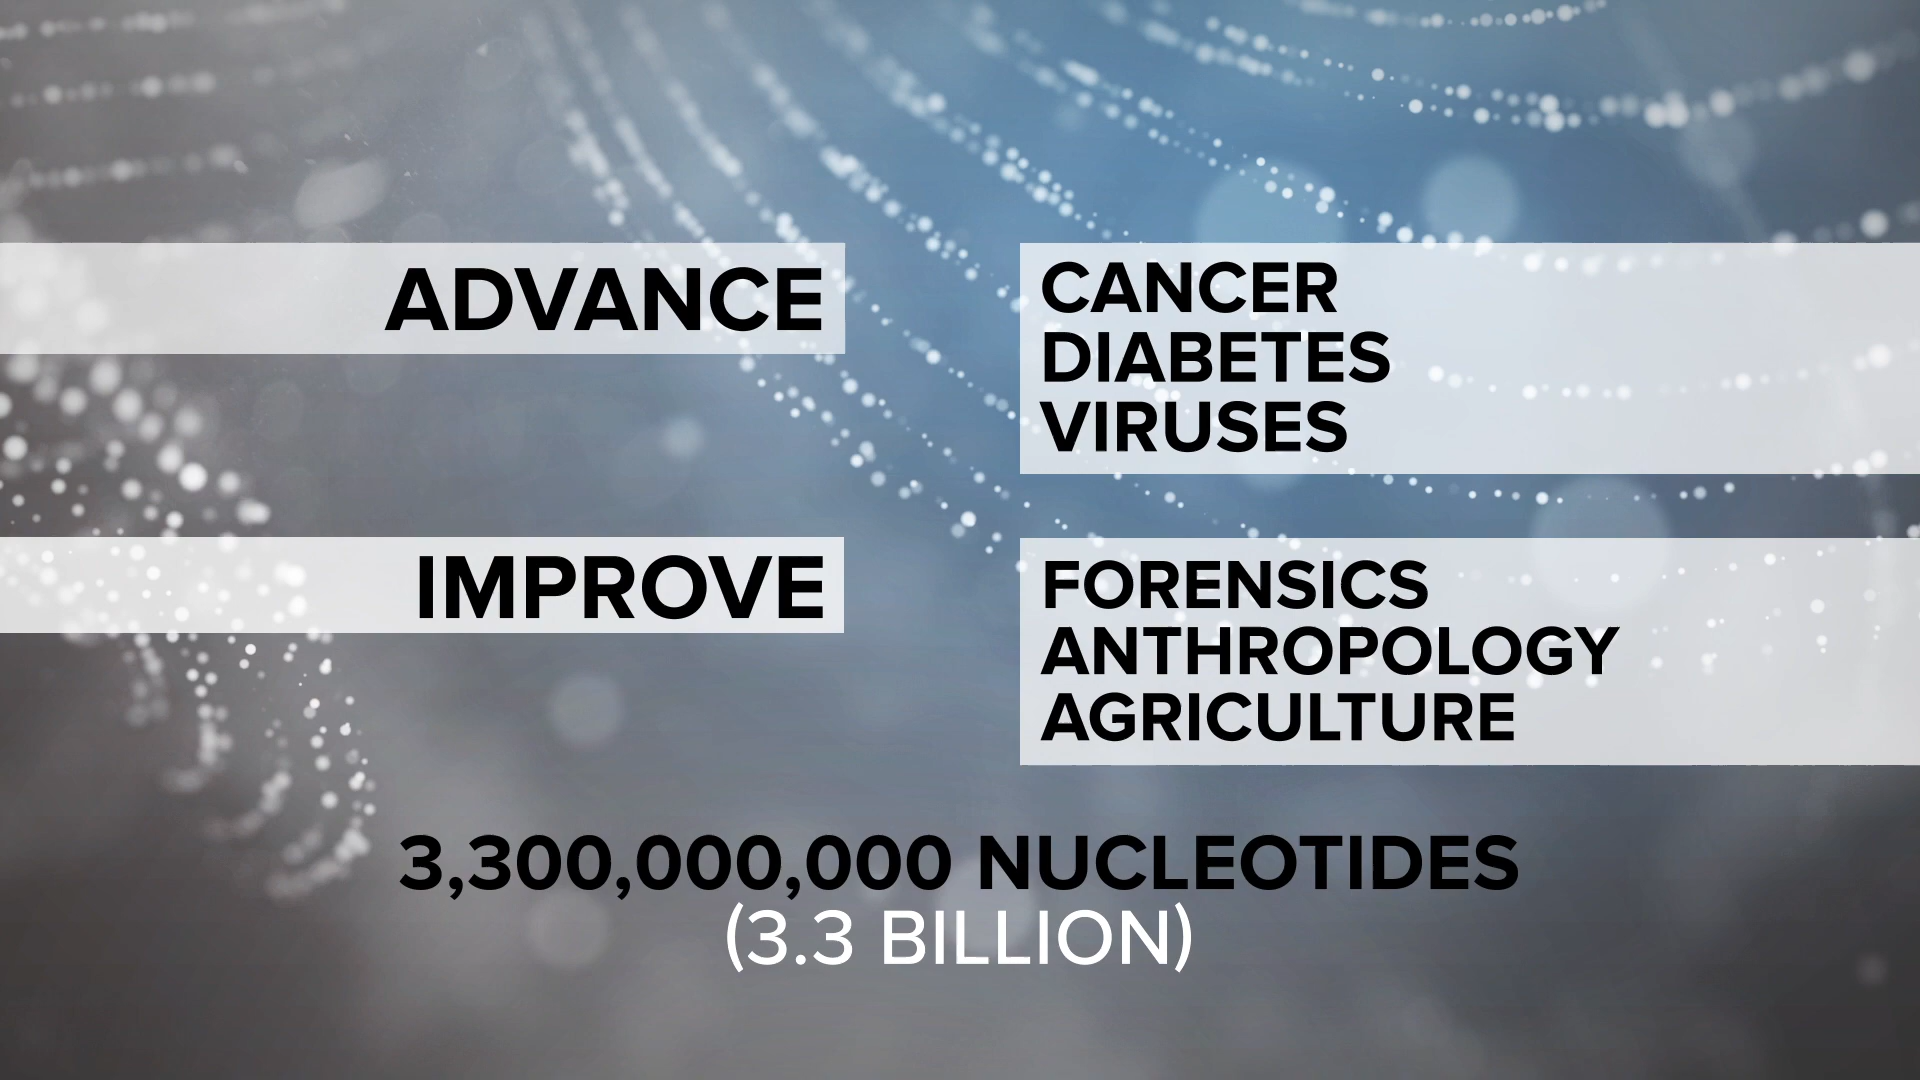 ADVANCE
CANCER
DIABETES
VIRUSES
IMPROVE
FORENSICS
ANTHROPOLOGY
AGRICULTURE
3,300,000,000 NUCLEOTIDES
(3.3 BILLION)